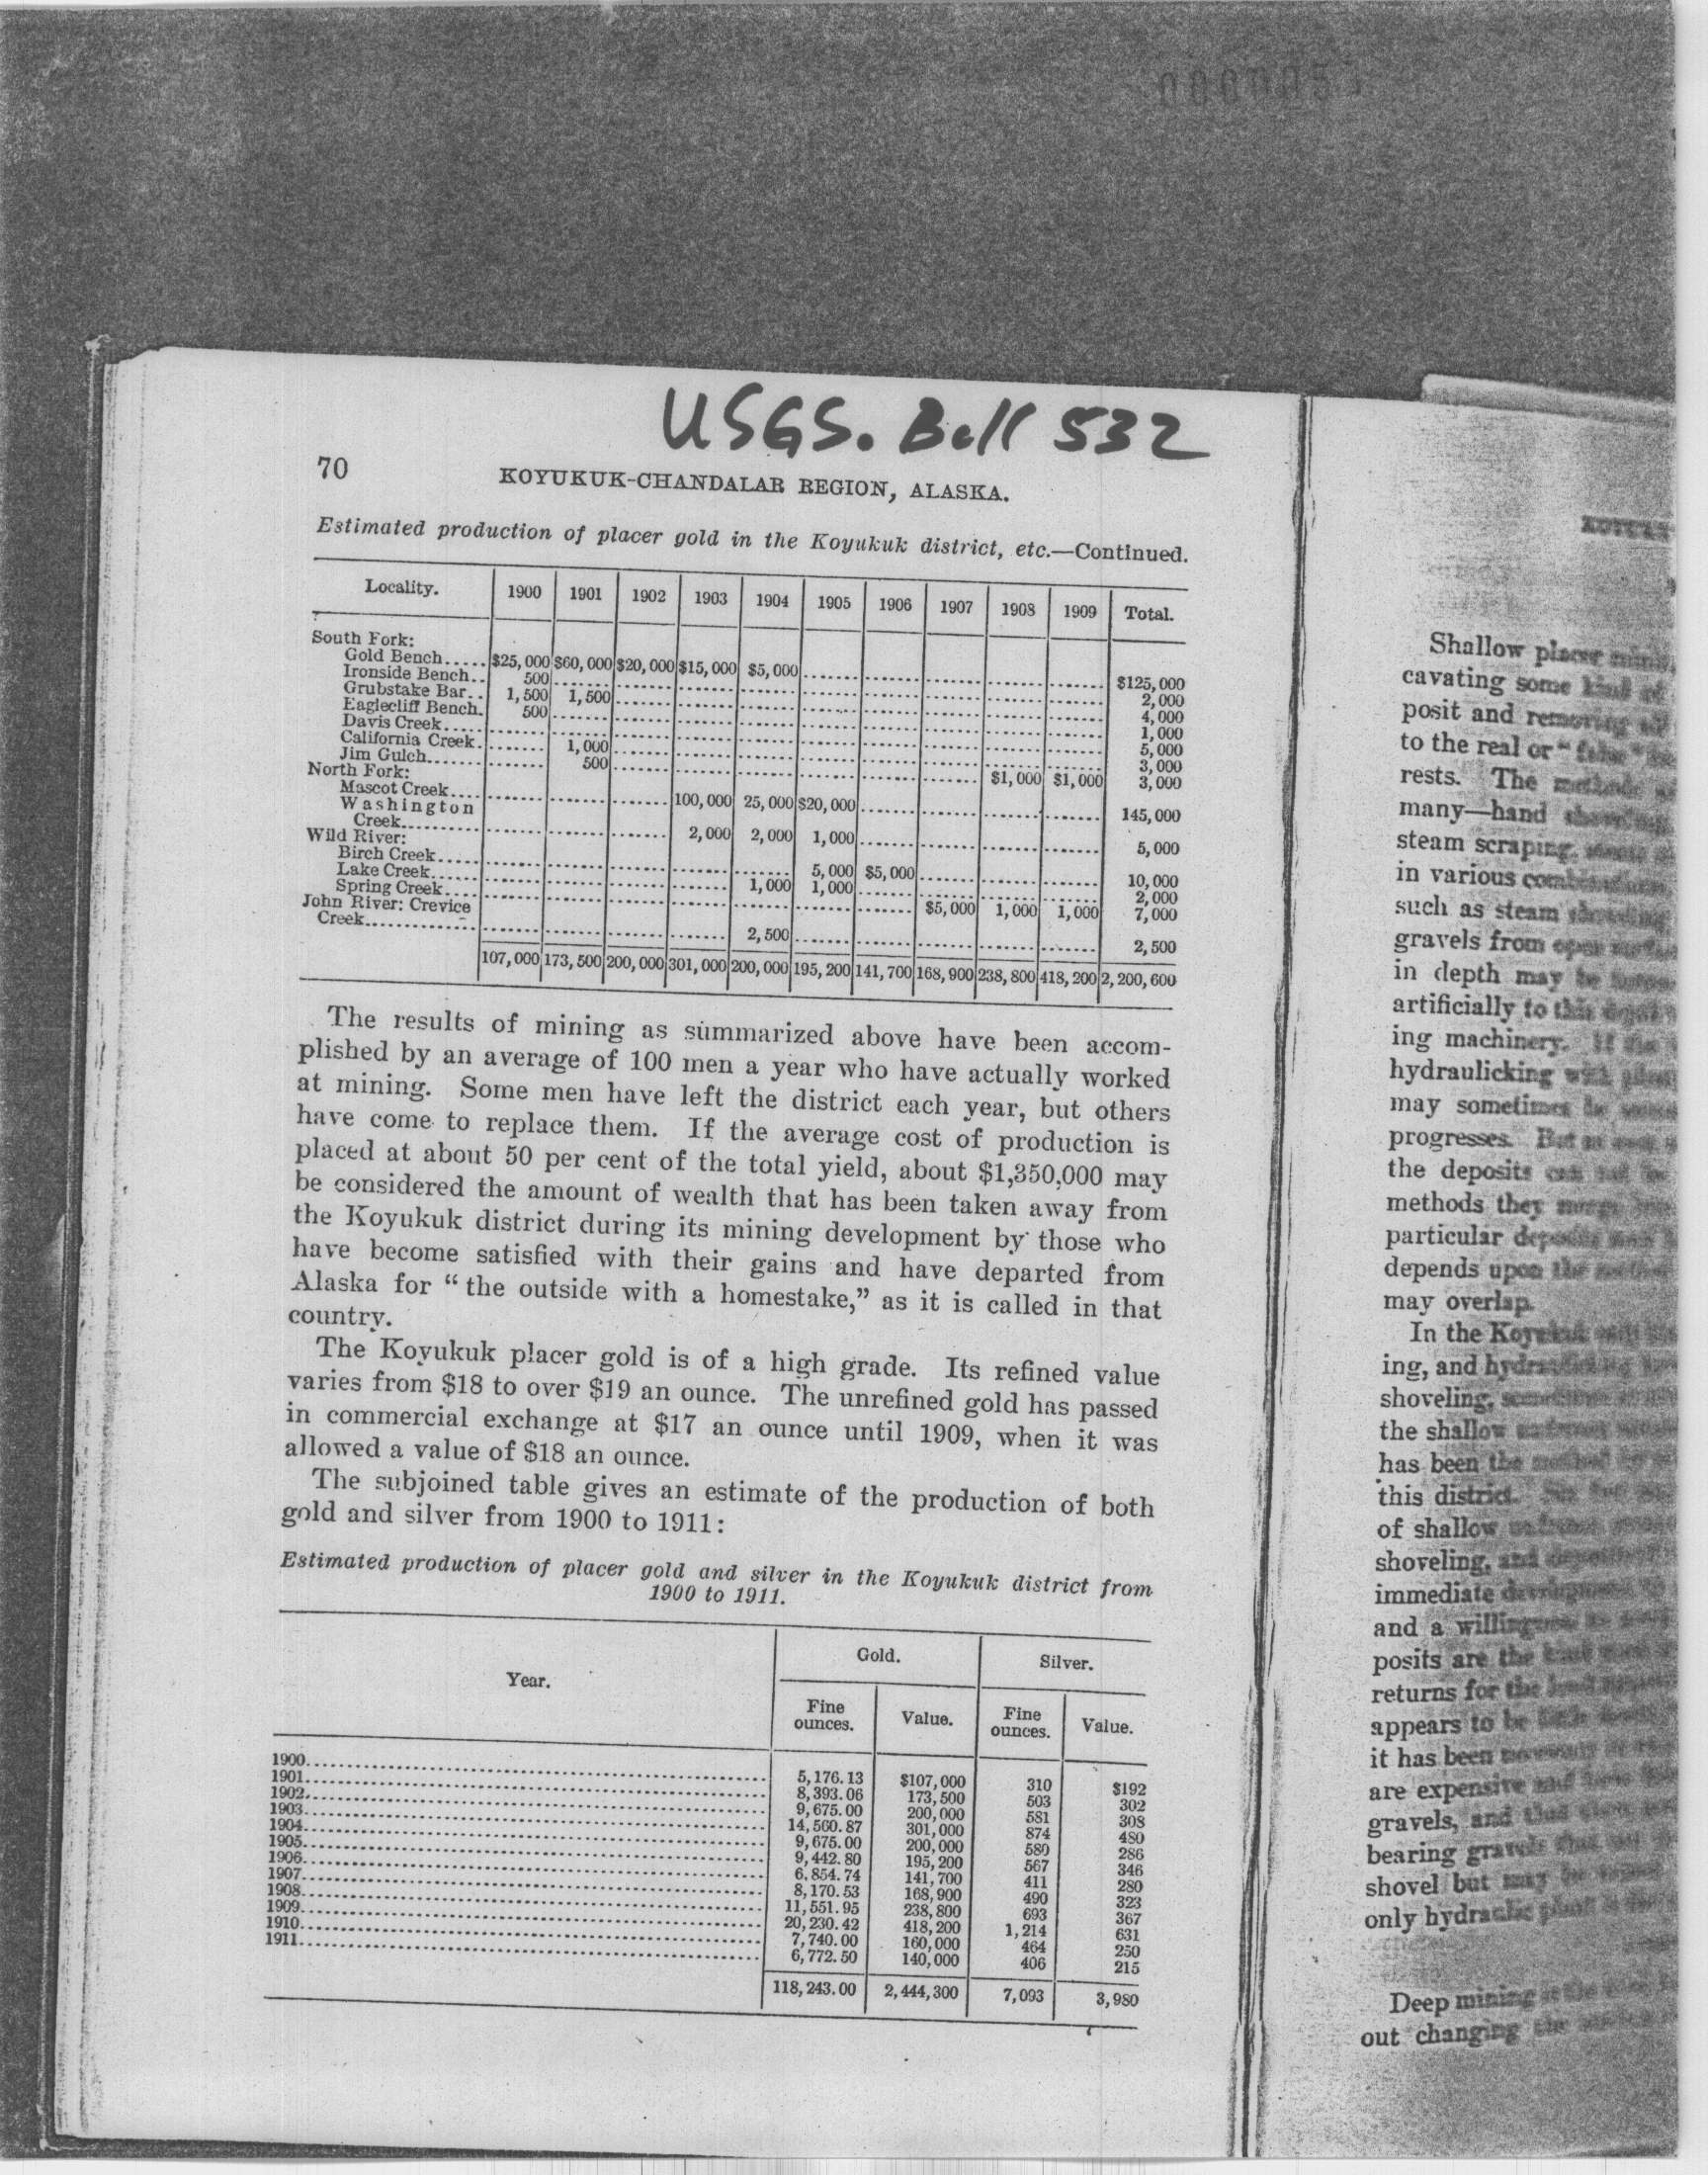 USGS. Bull 532
70
KOYUKUK-CHANDALAR REGION, ALASKA.
Estimated production of placer gold in the Koyukuk district, etc.—Continued.
Locality. 1900 1901 1902 1903 1904 1905 1906 1907 1908 1909 Total.
South Fork:
Gold Bench..... $25,000 $60,000 $20,000 $15,000 $5,000 $125,000
Ironside Bench.. 500 2,000
Grubstake Bar.. 1,500 1,500 4,000
Eaglecliff Bench. 500 1,000
Davis Creek.... 5,000
California Creek. 1,000 3,000
Jim Gulch....... 500 $1,000 $1,000 3,000
North Fork:
Mascot Creek.... 100,000 25,000 $20,000 145,000
Washington
Creek.......... 2,000 2,000 1,000 5,000
Wild River:
Birch Creek..... 5,000 $5,000 10,000
Lake Creek...... 1,000 1,000 2,000
Spring Creek.... $5,000 1,000 1,000 7,000
John River: Crevice
Creek............. 2,500 2,500
107,000 173,500 200,000 301,000 200,000 195,200 141,700 168,900 238,800 418,200 2,200,600
The results of mining as summarized above have been accom-
plished by an average of 100 men a year who have actually worked
at mining. Some men have left the district each year, but others
have come to replace them. If the average cost of production is
placed at about 50 per cent of the total yield, about $1,350,000 may
be considered the amount of wealth that has been taken away from
the Koyukuk district during its mining development by those who
have become satisfied with their gains and have departed from
Alaska for “the outside with a homestake,” as it is called in that
country.
The Koyukuk placer gold is of a high grade. Its refined value
varies from $18 to over $19 an ounce. The unrefined gold has passed
in commercial exchange at $17 an ounce until 1909, when it was
allowed a value of $18 an ounce.
The subjoined table gives an estimate of the production of both
gold and silver from 1900 to 1911:
Estimated production of placer gold and silver in the Koyukuk district from
1900 to 1911.
Year. Gold. Silver.
Fine ounces. Value. Fine ounces. Value.
1900 5,176.13 $107,000 310 $192
1901 8,393.06 173,500 503 302
1902 9,675.00 200,000 581 308
1903 14,560.87 301,000 874 480
1904 9,675.00 200,000 580 286
1905 9,442.80 195,200 567 346
1906 6,854.74 141,700 411 280
1907 8,170.53 168,900 490 323
1908 11,551.95 238,800 693 367
1909 20,230.42 418,200 1,214 631
1910 7,740.00 160,000 464 250
1911 6,772.50 140,000 406 215
118,243.00 2,444,300 7,093 3,980
Shallow placer
cavating some kind of
posit and removing
to the real or "false"
rests. The methods
many—hand
steam scraping,
in various
such as steam
gravels from open
in depth may be
artificially to this
ing machinery. If
hydraulicking with
may sometimes be
progresses. But
the deposits can not
methods they
particular deposits
depends upon the
may overlap.
In the Koyukuk
ing, and
shoveling,
the shallow
has been the method
this district.
of shallow
shoveling, and
immediate
and a willingness
posits are the
returns for the
appears to be
it has been
are expensive and
gravels, and thus
bearing gravels that
shovel but may be
only hydraulic
Deep mining
out changing the